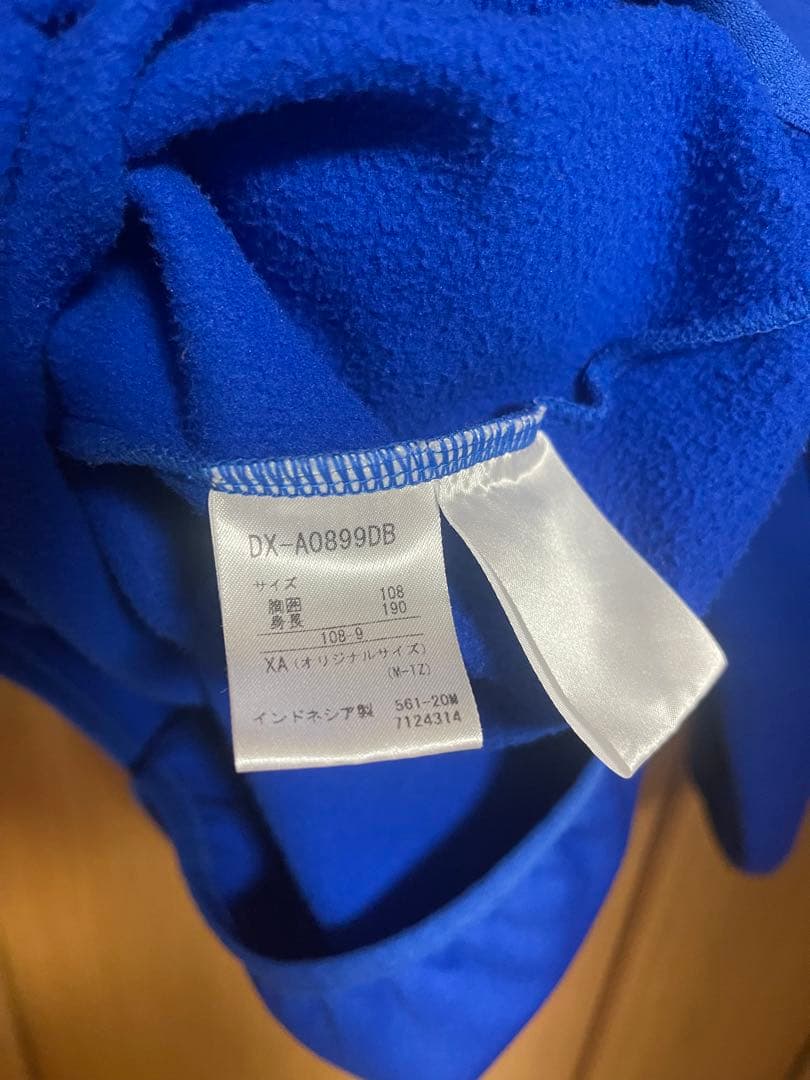 DX-A0899DB
サイズ
胸囲 108
身長 190
108-9
XA(オリジナルサイズ)
(M-TZ)
インドネシア製 561-20M
7124314